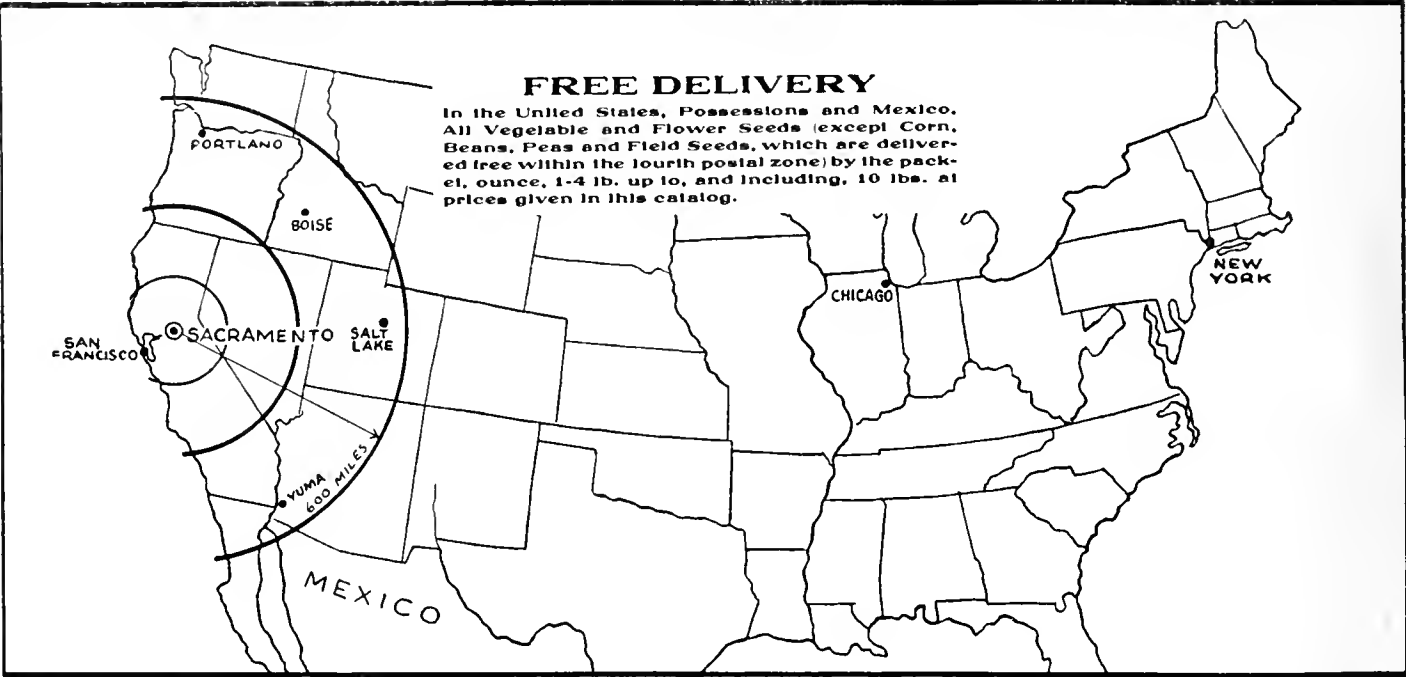 FREE DELIVERY
In the United States, Possessions and Mexico.
All Vegetable and Flower Seeds (except Corn,
Beans, Peas and Field Seeds, which are deliver-
ed free within the fourth postal zone) by the pack-
et, ounce, 1-4 lb. up to, and including, 10 lbs. at
prices given in this catalog.
PORTLAND
BOISE
NEW
YORK
CHICAGO
SACRAMENTO
SALT
LAKE
SAN
FRANCISCO
YUMA
600 MILES
MEXICO